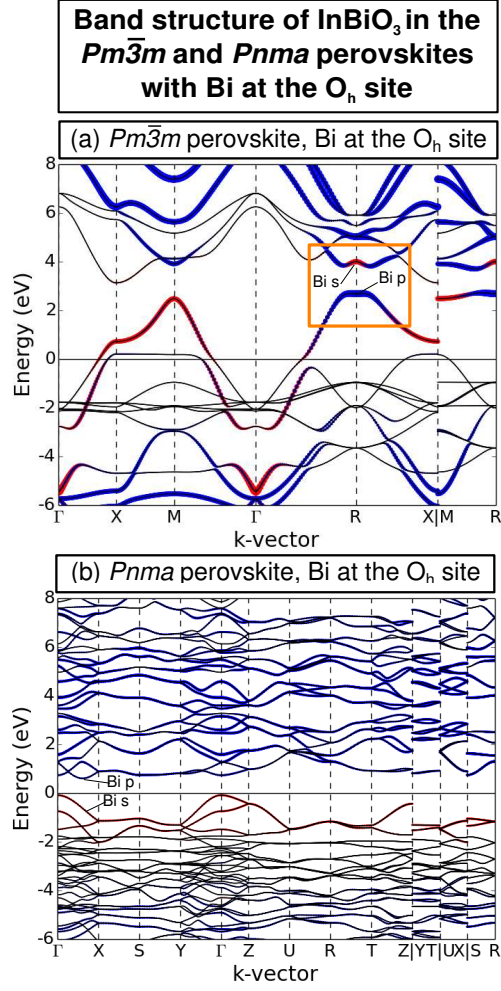 Band structure of InBiO₃ in the
Pm3̅m and Pnma perovskites
with Bi at the Oₕ site
(a) Pm3̅m perovskite, Bi at the Oₕ site
8
6
4
2
0
-2
-4
-6
Energy (eV)
Bi s
Bi p
Γ X M Γ R X|M R
k-vector
(b) Pnma perovskite, Bi at the Oₕ site
8
6
4
2
0
-2
-4
-6
Energy (eV)
Bi p
Bi s
Γ X S Y Γ Z U R T Z|YT|UX|S R
k-vector